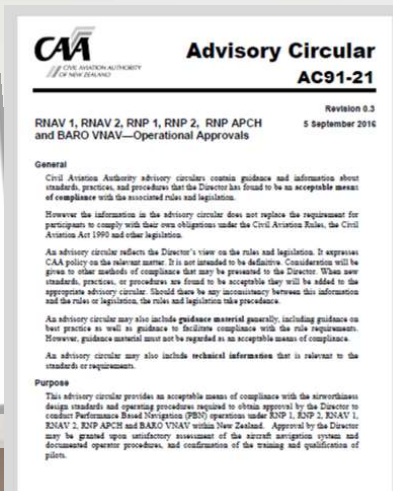 CAA
CIVIL AVIATION AUTHORITY
OF NEW ZEALAND
Advisory Circular
AC91-21
Revision 0.3
RNAV 1, RNAV 2, RNP 1, RNP 2, RNP APCH
and BARO VNAV—Operational Approvals
5 September 2016
General
Civil Aviation Authority advisory circulars contain guidance and information about
standards, practices, and procedures that the Director has found to be an acceptable means
of compliance with the associated rules and legislation.
However the information in the advisory circular does not replace the requirement for
participants to comply with their own obligations under the Civil Aviation Rules, the Civil
Aviation Act 1990 and other legislation.
An advisory circular reflects the Director's view on the rules and legislation. It expresses
CAA policy on the relevant matter. It is not intended to be definitive. Consideration will be
given to other methods of compliance that may be presented to the Director. When new
standards, practices, or procedures are found to be acceptable they will be added to the
appropriate advisory circular. Should there be any inconsistency between this information
and the rules or legislation, the rules and legislation take precedence.
An advisory circular may also include guidance material generally, including guidance on
best practice as well as guidance to facilitate compliance with the rule requirements.
However, guidance material must not be regarded as an acceptable means of compliance.
An advisory circular may also include technical information that is relevant to the
standards or requirements.
Purpose
This advisory circular provides an acceptable means of compliance with the airworthiness
design standards and operating procedures required to obtain approval by the Director to
conduct Performance Based Navigation (PBN) operations under RNP 1, RNP 2, RNAV 1,
RNAV 2, RNP APCH and BARO VNAV within New Zealand. Approval by the Director
may be granted upon satisfactory assessment of the aircraft navigation system and
documented operator procedures, and confirmation of the training and qualification of
pilots.